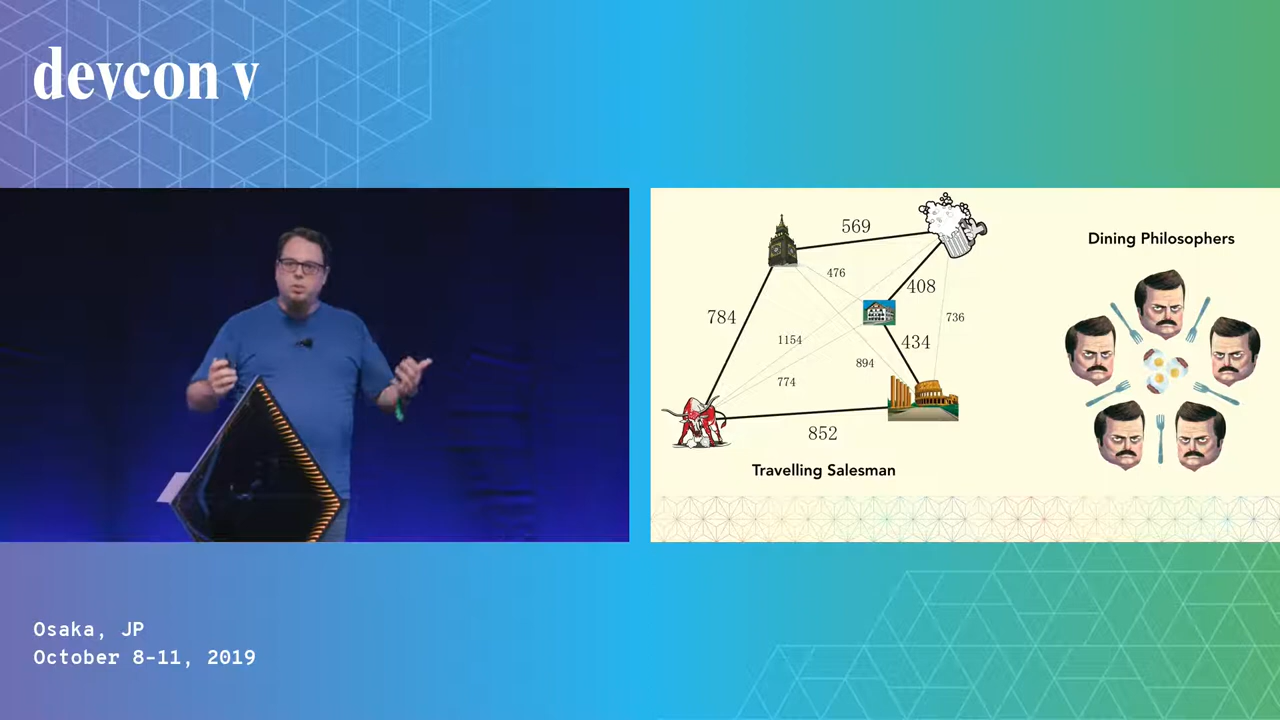 devcon v
569
476
408
784
736
1154
434
894
774
852
Travelling Salesman
Dining Philosophers
Osaka, JP
October 8-11, 2019